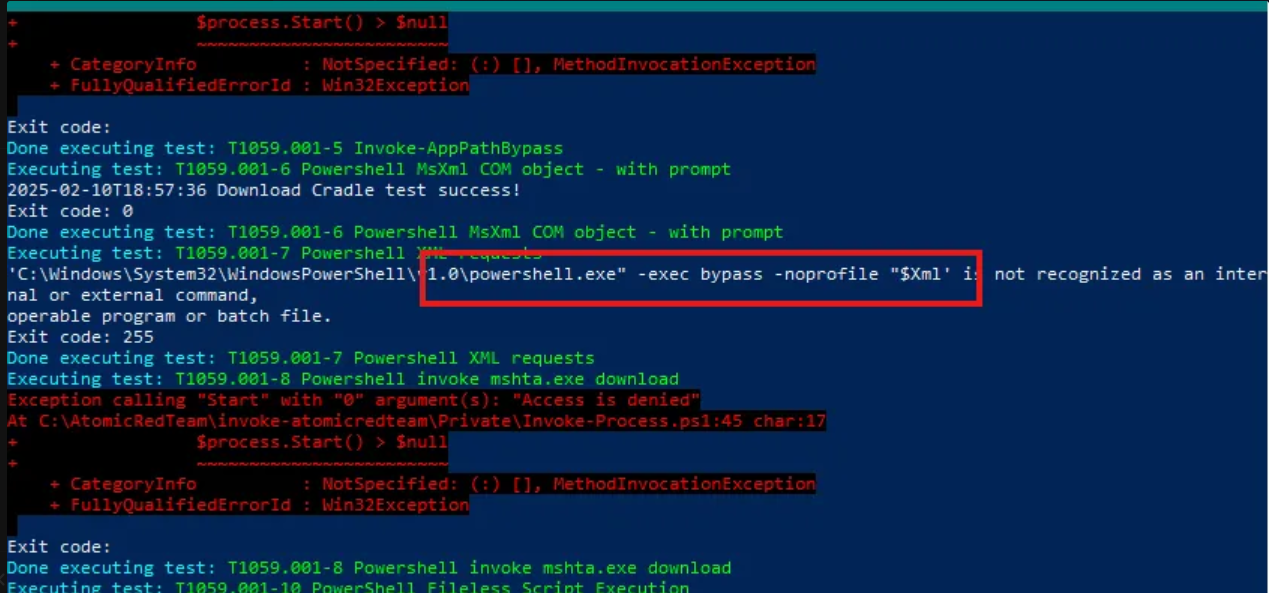 +                  $process.Start() > $null
+                  ~~~~~~~~~~~~~~~~~~~~~~~~
    + CategoryInfo          : NotSpecified: (:) [], MethodInvocationException
    + FullyQualifiedErrorId : Win32Exception
Exit code:
Done executing test: T1059.001-5 Invoke-AppPathBypass
Executing test: T1059.001-6 Powershell MsXml COM object - with prompt
2025-02-10T18:57:36 Download Cradle test success!
Exit code: 0
Done executing test: T1059.001-6 Powershell MsXml COM object - with prompt
Executing test: T1059.001-7 Powershell XML requests
'C:\Windows\System32\WindowsPowerShell\v1.0\powershell.exe" -exec bypass -noprofile "$Xml' is not recognized as an inter
nal or external command,
operable program or batch file.
Exit code: 255
Done executing test: T1059.001-7 Powershell XML requests
Executing test: T1059.001-8 Powershell invoke mshta.exe download
Exception calling "Start" with "0" argument(s): "Access is denied"
At C:\AtomicRedTeam\invoke-atomicredteam\Private\Invoke-Process.ps1:45 char:17
+                  $process.Start() > $null
+                  ~~~~~~~~~~~~~~~~~~~~~~~~
    + CategoryInfo          : NotSpecified: (:) [], MethodInvocationException
    + FullyQualifiedErrorId : Win32Exception
Exit code:
Done executing test: T1059.001-8 Powershell invoke mshta.exe download
Executing test: T1059.001-10 PowerShell Fileless Script Execution